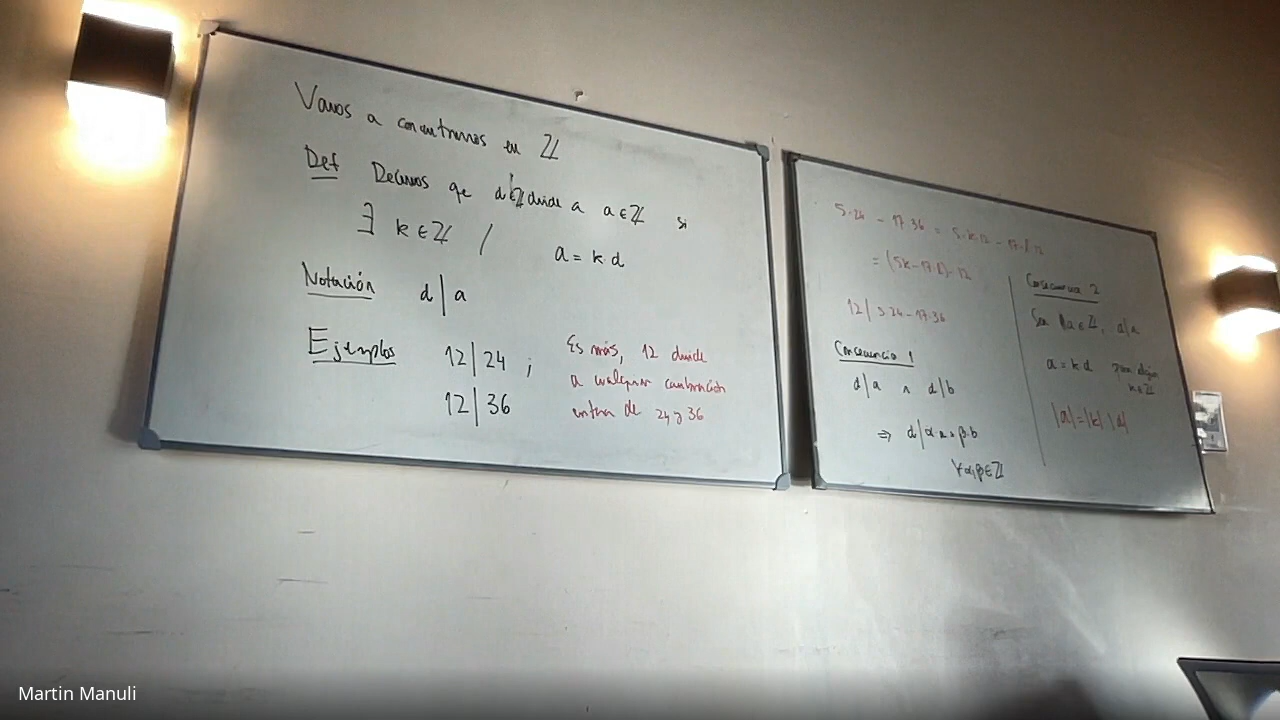 Vamos a concentrarnos en ℤ
Def Decimos que d∈ℤ divide a a∈ℤ si
∃ k∈ℤ / a = k d
Notación d | a
Ejemplos 12 | 24 ;
12 | 36
Es más, 12 divide
a cualquier combinación
entera de 24 y 36
5·24 - 17·36 = 5·k·12 - 17·l·12
= (5k-17·l)·12
12 | 5·24-17·36
Consecuencia 1
d|a ∧ d|b
⇒ d|α·a+β·b
∀α,β∈ℤ
Consecuencia 2
Sea a∈ℤ, d|a
a = k d para algún
k∈ℤ
|a|=|k| |d|
Martin Manuli